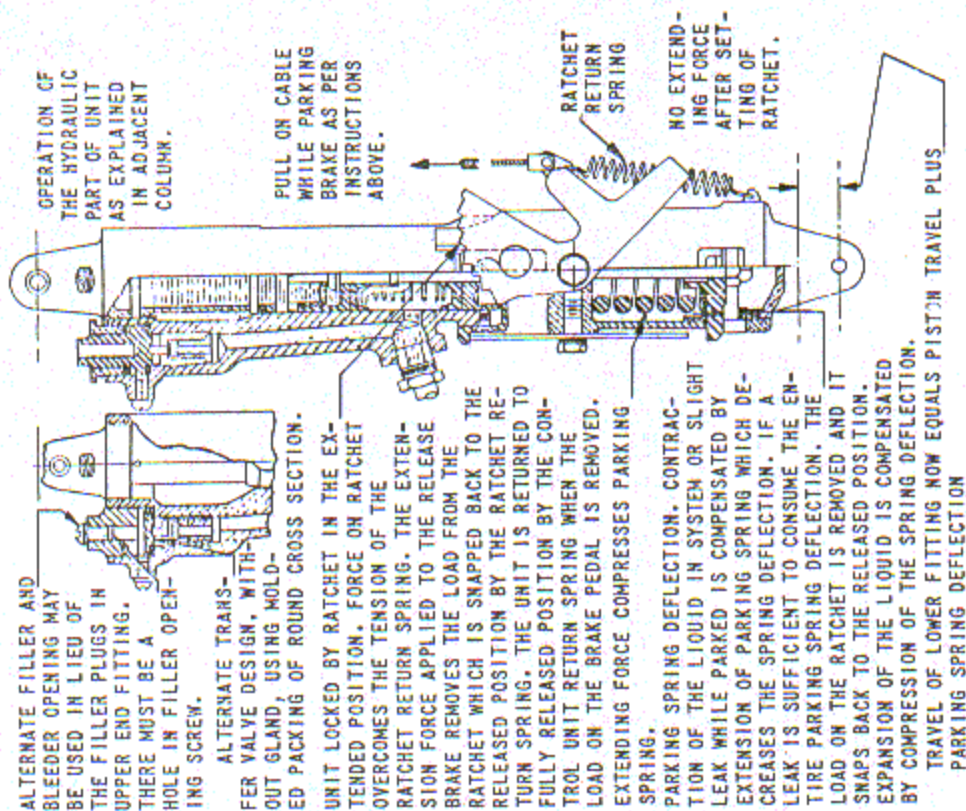 ALTERNATE FILLER AND
BLEEDER OPENING MAY
BE USED IN LIEU OF
THE FILLER PLUGS IN
UPPER END FITTING.
THERE MUST BE A
HOLE IN FILLER OPEN-
ING SCREW.
ALTERNATE TRANS-
FER VALVE DESIGN, WITH-
OUT GLAND, USING MOLD-
ED PACKING OF ROUND CROSS SECTION.
UNIT LOCKED BY RATCHET IN THE EX-
TENDED POSITION. FORCE ON RATCHET
OVERCOMES THE TENSION OF THE
RATCHET RETURN SPRING. THE EXTEN-
SION FORCE APPLIED TO THE RELEASE
BRAKE REMOVES THE LOAD FROM THE
RATCHET WHICH IS SNAPED BACK TO THE
RELEASED POSITION BY THE RATCHET RE-
TURN SPRING. THE UNIT IS RETURNED TO
FULLY RELEASED POSITION BY THE CON-
TROL UNIT RETURN SPRING WHEN THE
LOAD ON THE BRAKE PEDAL IS REMOVED.
EXTENDING FORCE COMPRESSES PARKING
SPRING.
PARKING SPRING DEFLECTION. CONTRAC-
TION OF THE LIQUID IN SYSTEM OR SLIGHT
LEAK WHILE PARKED IS COMPENSATED BY
EXTENSION OF PARKING SPRING WHICH DE-
CREASES THE SPRING DEFLECTION. IF A
LEAK IS SUFFICIENT TO CONSUME THE EN-
TIRE PARKING SPRING DEFLECTION. THE
LOAD ON THE RATCHET IS REMOVED AND IT
SNAPS BACK TO THE RELEASED POSITION.
EXPANSION OF THE LIQUID IS COMPENSATED
BY COMPRESSION OF THE SPRING DEFLECTION.
TRAVEL OF LOWER FITTING NOW EQUALS PISTON TRAVEL PLUS
PARKING SPRING DEFLECTION
OPERATION OF
THE HYDRAULIC
PART OF UNIT
AS EXPLAINED
IN ADJACENT
COLUMN.
PULL ON CABLE
WHILE PARKING
BRAKE AS PER
INSTRUCTIONS
ABOVE.
RATCHET
RETURN
SPRING
NO EXTEND-
ING FORCE
AFTER SET-
TING OF
RATCHET.